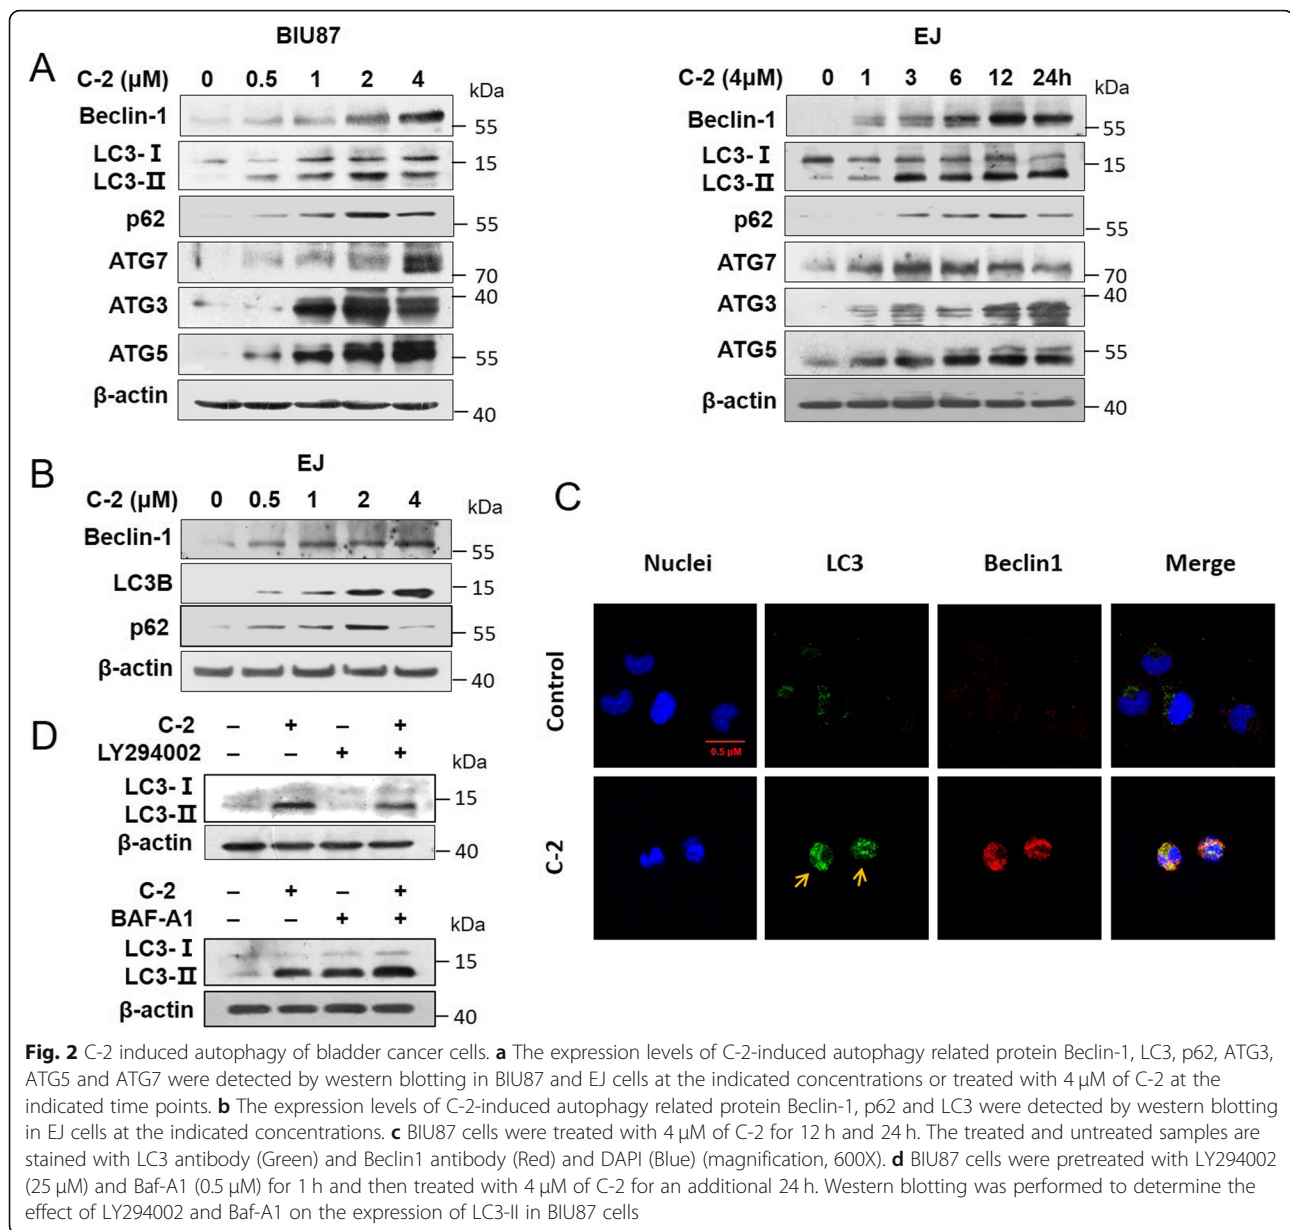 A
BIU87
C-2 (μM) 0 0.5 1 2 4
kDa
Beclin-1
55
LC3-Ⅰ
15
LC3-Ⅱ
p62
55
ATG7
70
ATG3
40
ATG5
55
β-actin
40
EJ
C-2 (4μM) 0 1 3 6 12 24h
kDa
Beclin-1
55
LC3-Ⅰ
15
LC3-Ⅱ
p62
55
ATG7
70
ATG3
40
ATG5
55
β-actin
40
B
EJ
C-2 (μM) 0 0.5 1 2 4
kDa
Beclin-1
55
LC3B
15
p62
55
β-actin
40
C
Nuclei LC3 Beclin1 Merge
Control
0.5 μM
C-2
D
C-2 – + – +
LY294002 – – + +
kDa
LC3-Ⅰ
15
LC3-Ⅱ
β-actin
40
C-2 – + – +
BAF-A1 – – + +
kDa
LC3-Ⅰ
15
LC3-Ⅱ
β-actin
40
Fig. 2 C-2 induced autophagy of bladder cancer cells. a The expression levels of C-2-induced autophagy related protein Beclin-1, LC3, p62, ATG3,
ATG5 and ATG7 were detected by western blotting in BIU87 and EJ cells at the indicated concentrations or treated with 4 μM of C-2 at the
indicated time points. b The expression levels of C-2-induced autophagy related protein Beclin-1, p62 and LC3 were detected by western blotting
in EJ cells at the indicated concentrations. c BIU87 cells were treated with 4 μM of C-2 for 12 h and 24 h. The treated and untreated samples are
stained with LC3 antibody (Green) and Beclin1 antibody (Red) and DAPI (Blue) (magnification, 600X). d BIU87 cells were pretreated with LY294002
(25 μM) and Baf-A1 (0.5 μM) for 1 h and then treated with 4 μM of C-2 for an additional 24 h. Western blotting was performed to determine the
effect of LY294002 and Baf-A1 on the expression of LC3-II in BIU87 cells